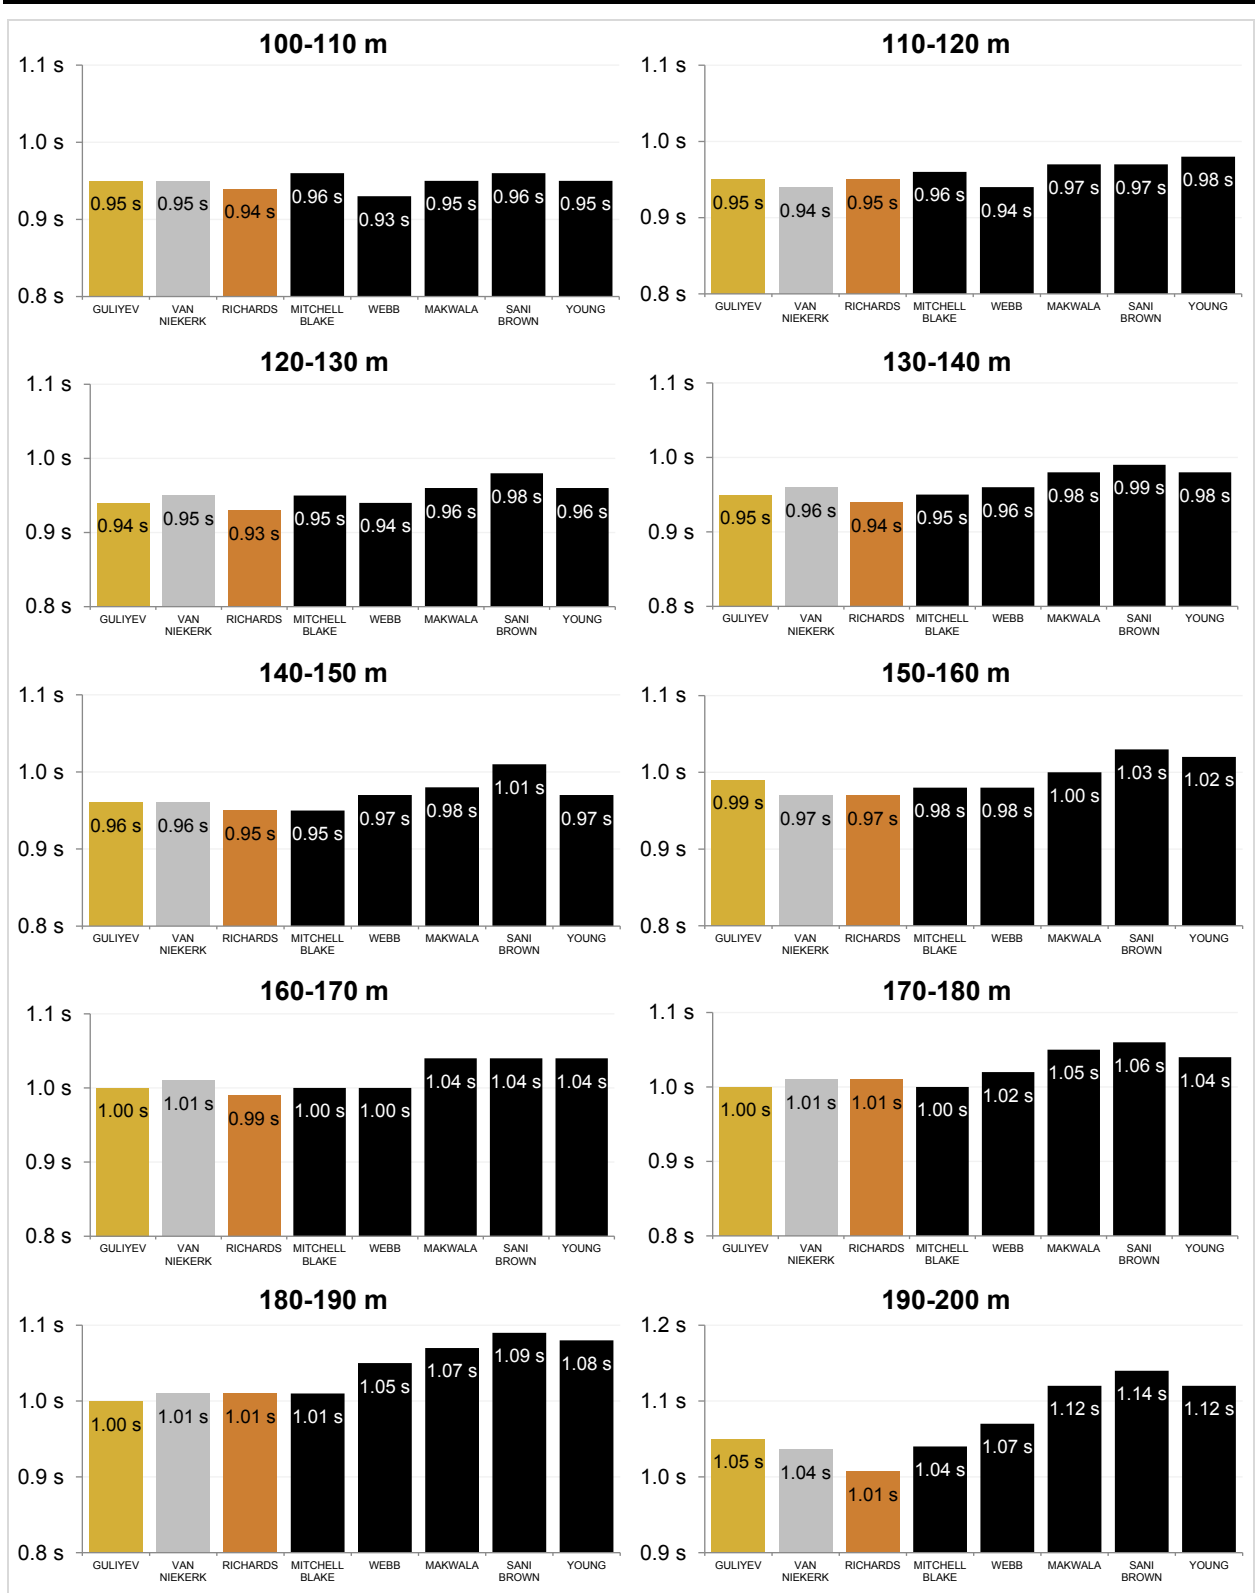 100-110 m
1.1 s
1.0 s
0.9 s
0.8 s
0.95 s
0.95 s
0.94 s
0.96 s
0.93 s
0.95 s
0.96 s
0.95 s
GULIYEV
VAN
NIEKERK
RICHARDS
MITCHELL
BLAKE
WEBB
MAKWALA
SANI
BROWN
YOUNG
110-120 m
1.1 s
1.0 s
0.9 s
0.8 s
0.95 s
0.94 s
0.95 s
0.96 s
0.94 s
0.97 s
0.97 s
0.98 s
GULIYEV
VAN
NIEKERK
RICHARDS
MITCHELL
BLAKE
WEBB
MAKWALA
SANI
BROWN
YOUNG
120-130 m
1.1 s
1.0 s
0.9 s
0.8 s
0.94 s
0.95 s
0.93 s
0.95 s
0.94 s
0.96 s
0.98 s
0.96 s
GULIYEV
VAN
NIEKERK
RICHARDS
MITCHELL
BLAKE
WEBB
MAKWALA
SANI
BROWN
YOUNG
130-140 m
1.1 s
1.0 s
0.9 s
0.8 s
0.95 s
0.96 s
0.94 s
0.95 s
0.96 s
0.98 s
0.99 s
0.98 s
GULIYEV
VAN
NIEKERK
RICHARDS
MITCHELL
BLAKE
WEBB
MAKWALA
SANI
BROWN
YOUNG
140-150 m
1.1 s
1.0 s
0.9 s
0.8 s
0.96 s
0.96 s
0.95 s
0.95 s
0.97 s
0.98 s
1.01 s
0.97 s
GULIYEV
VAN
NIEKERK
RICHARDS
MITCHELL
BLAKE
WEBB
MAKWALA
SANI
BROWN
YOUNG
150-160 m
1.1 s
1.0 s
0.9 s
0.8 s
0.99 s
0.97 s
0.97 s
0.98 s
0.98 s
1.00 s
1.03 s
1.02 s
GULIYEV
VAN
NIEKERK
RICHARDS
MITCHELL
BLAKE
WEBB
MAKWALA
SANI
BROWN
YOUNG
160-170 m
1.1 s
1.0 s
0.9 s
0.8 s
1.00 s
1.01 s
0.99 s
1.00 s
1.00 s
1.04 s
1.04 s
1.04 s
GULIYEV
VAN
NIEKERK
RICHARDS
MITCHELL
BLAKE
WEBB
MAKWALA
SANI
BROWN
YOUNG
170-180 m
1.1 s
1.0 s
0.9 s
0.8 s
1.00 s
1.01 s
1.01 s
1.00 s
1.02 s
1.05 s
1.06 s
1.04 s
GULIYEV
VAN
NIEKERK
RICHARDS
MITCHELL
BLAKE
WEBB
MAKWALA
SANI
BROWN
YOUNG
180-190 m
1.1 s
1.0 s
0.9 s
0.8 s
1.00 s
1.01 s
1.01 s
1.01 s
1.05 s
1.07 s
1.09 s
1.08 s
GULIYEV
VAN
NIEKERK
RICHARDS
MITCHELL
BLAKE
WEBB
MAKWALA
SANI
BROWN
YOUNG
190-200 m
1.2 s
1.1 s
1.0 s
0.9 s
1.05 s
1.04 s
1.01 s
1.04 s
1.07 s
1.12 s
1.14 s
1.12 s
GULIYEV
VAN
NIEKERK
RICHARDS
MITCHELL
BLAKE
WEBB
MAKWALA
SANI
BROWN
YOUNG